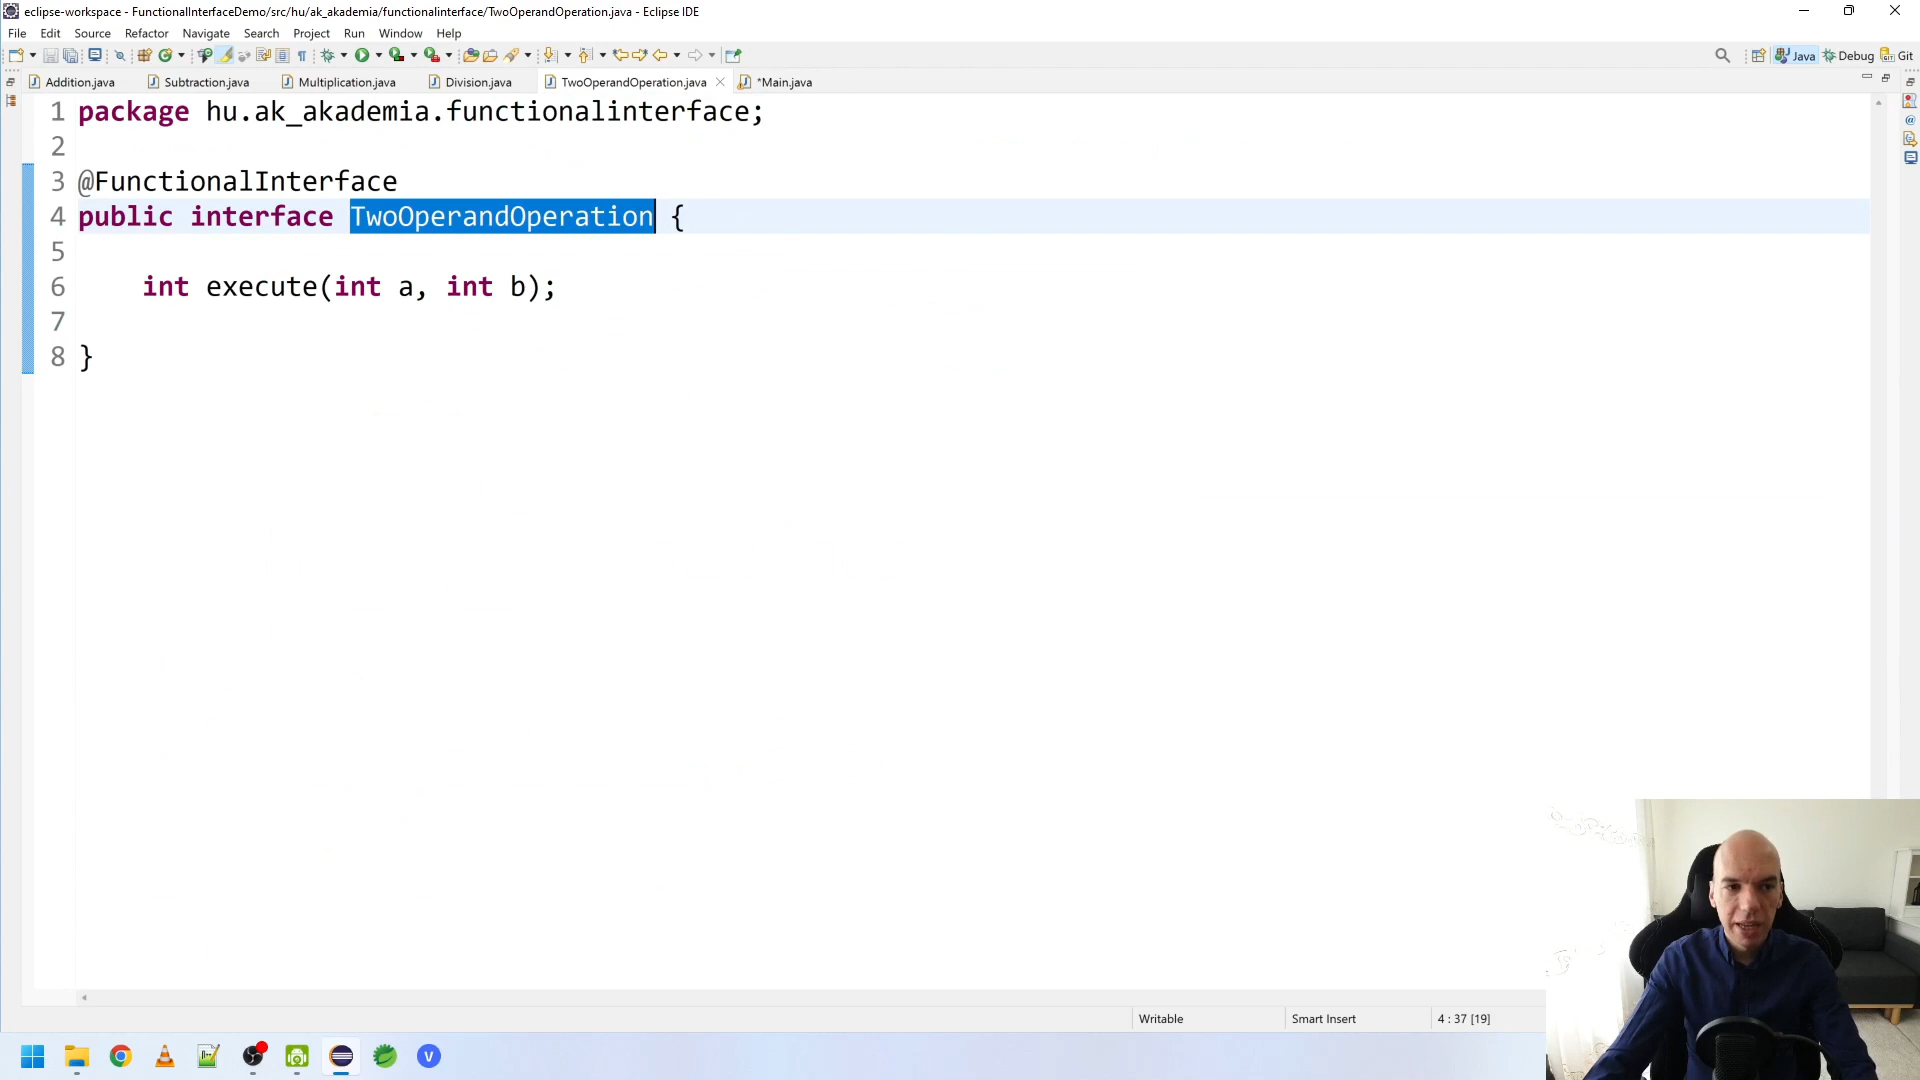 eclipse-workspace - FunctionalInterfaceDemo/src/hu/ak_akademia/functionalinterface/TwoOperandOperation.java - Eclipse IDE
File Edit Source Refactor Navigate Search Project Run Window Help
Java Debug Git
Addition.java Subtraction.java Multiplication.java Division.java TwoOperandOperation.java *Main.java
1 package hu.ak_akademia.functionalinterface;
2
3 @FunctionalInterface
4 public interface TwoOperandOperation {
5
6 int execute(int a, int b);
7
8 }
Writable Smart Insert 4 : 37 [19]